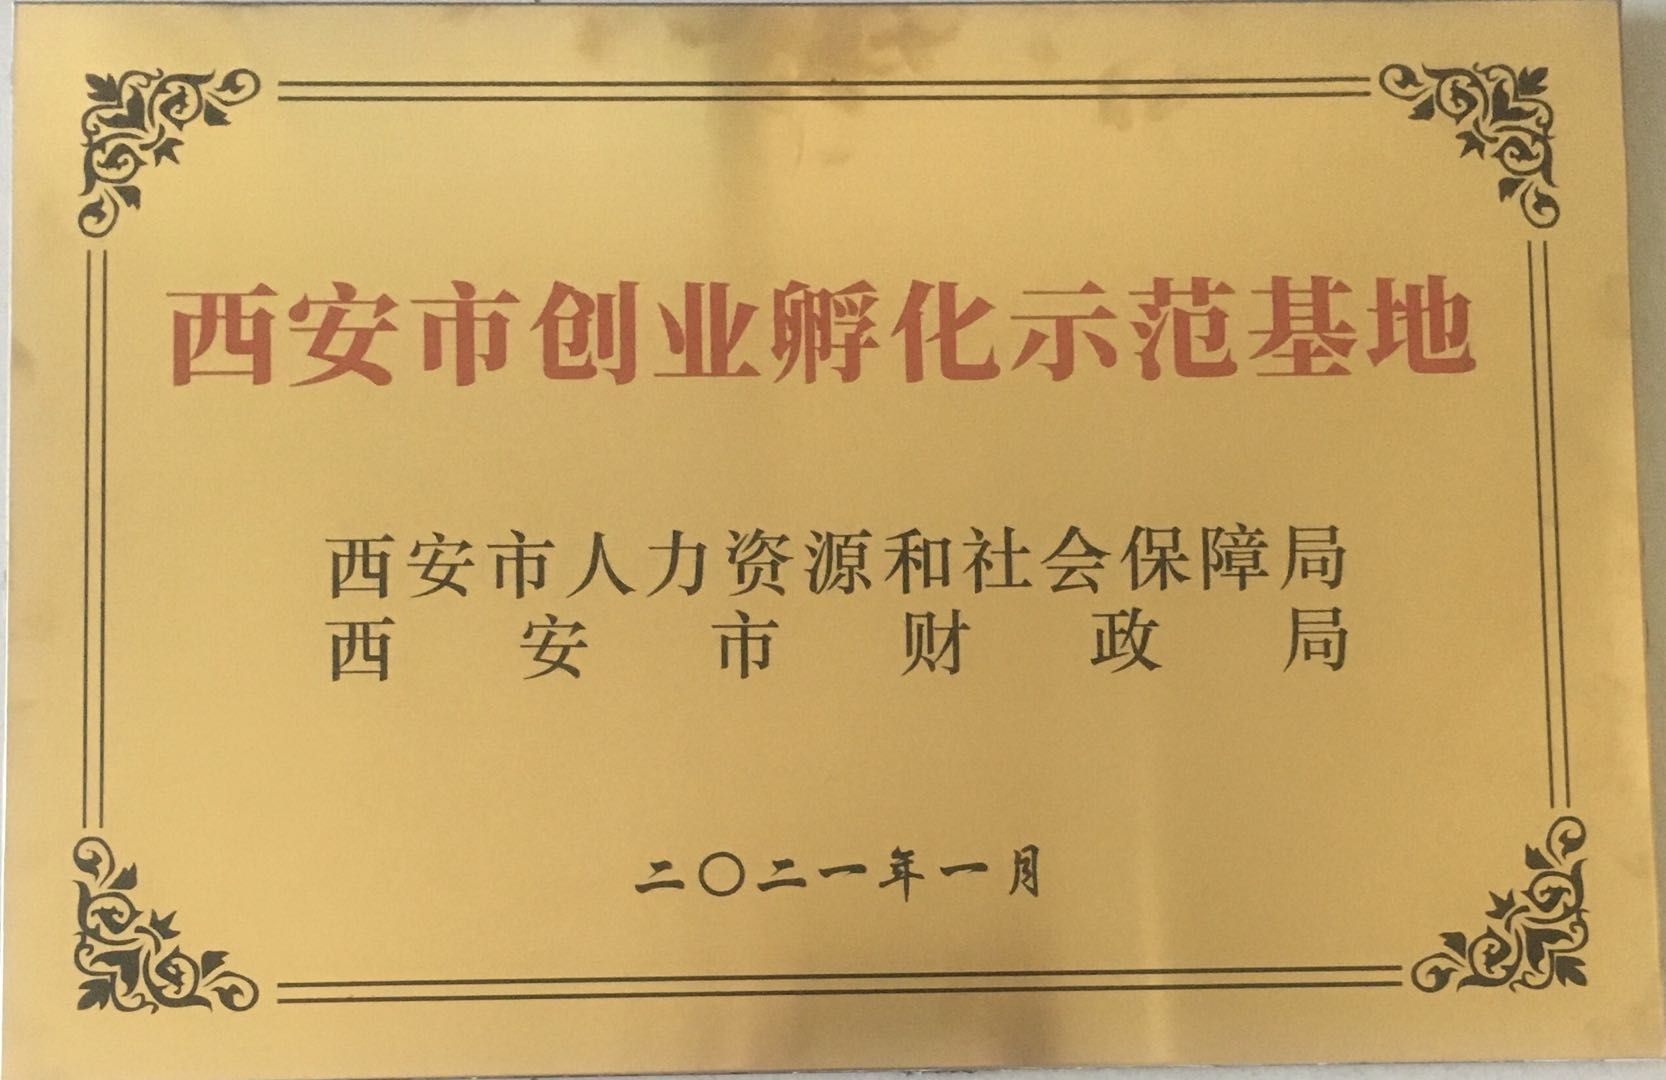 西安市创业孵化示范基地
西安市人力资源和社会保障局
西安市财政局
二〇二一年一月